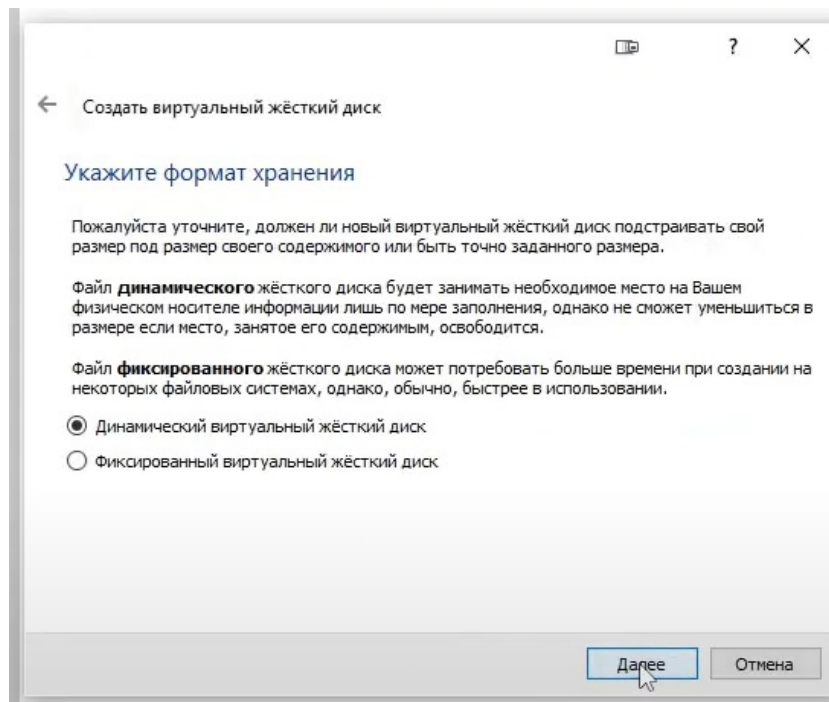 ?
Создать виртуальный жёсткий диск
Укажите формат хранения
Пожалуйста уточните, должен ли новый виртуальный жёсткий диск подстраивать свой
размер под размер своего содержимого или быть точно заданного размера.
Файл динамического жёсткого диска будет занимать необходимое место на Вашем
физическом носителе информации лишь по мере заполнения, однако не сможет уменьшиться в
размере если место, занятое его содержимым, освободится.
Файл фиксированного жёсткого диска может потребовать больше времени при создании на
некоторых файловых системах, однако, обычно, быстрее в использовании.
Динамический виртуальный жёсткий диск
Фиксированный виртуальный жёсткий диск
Далее
Отмена